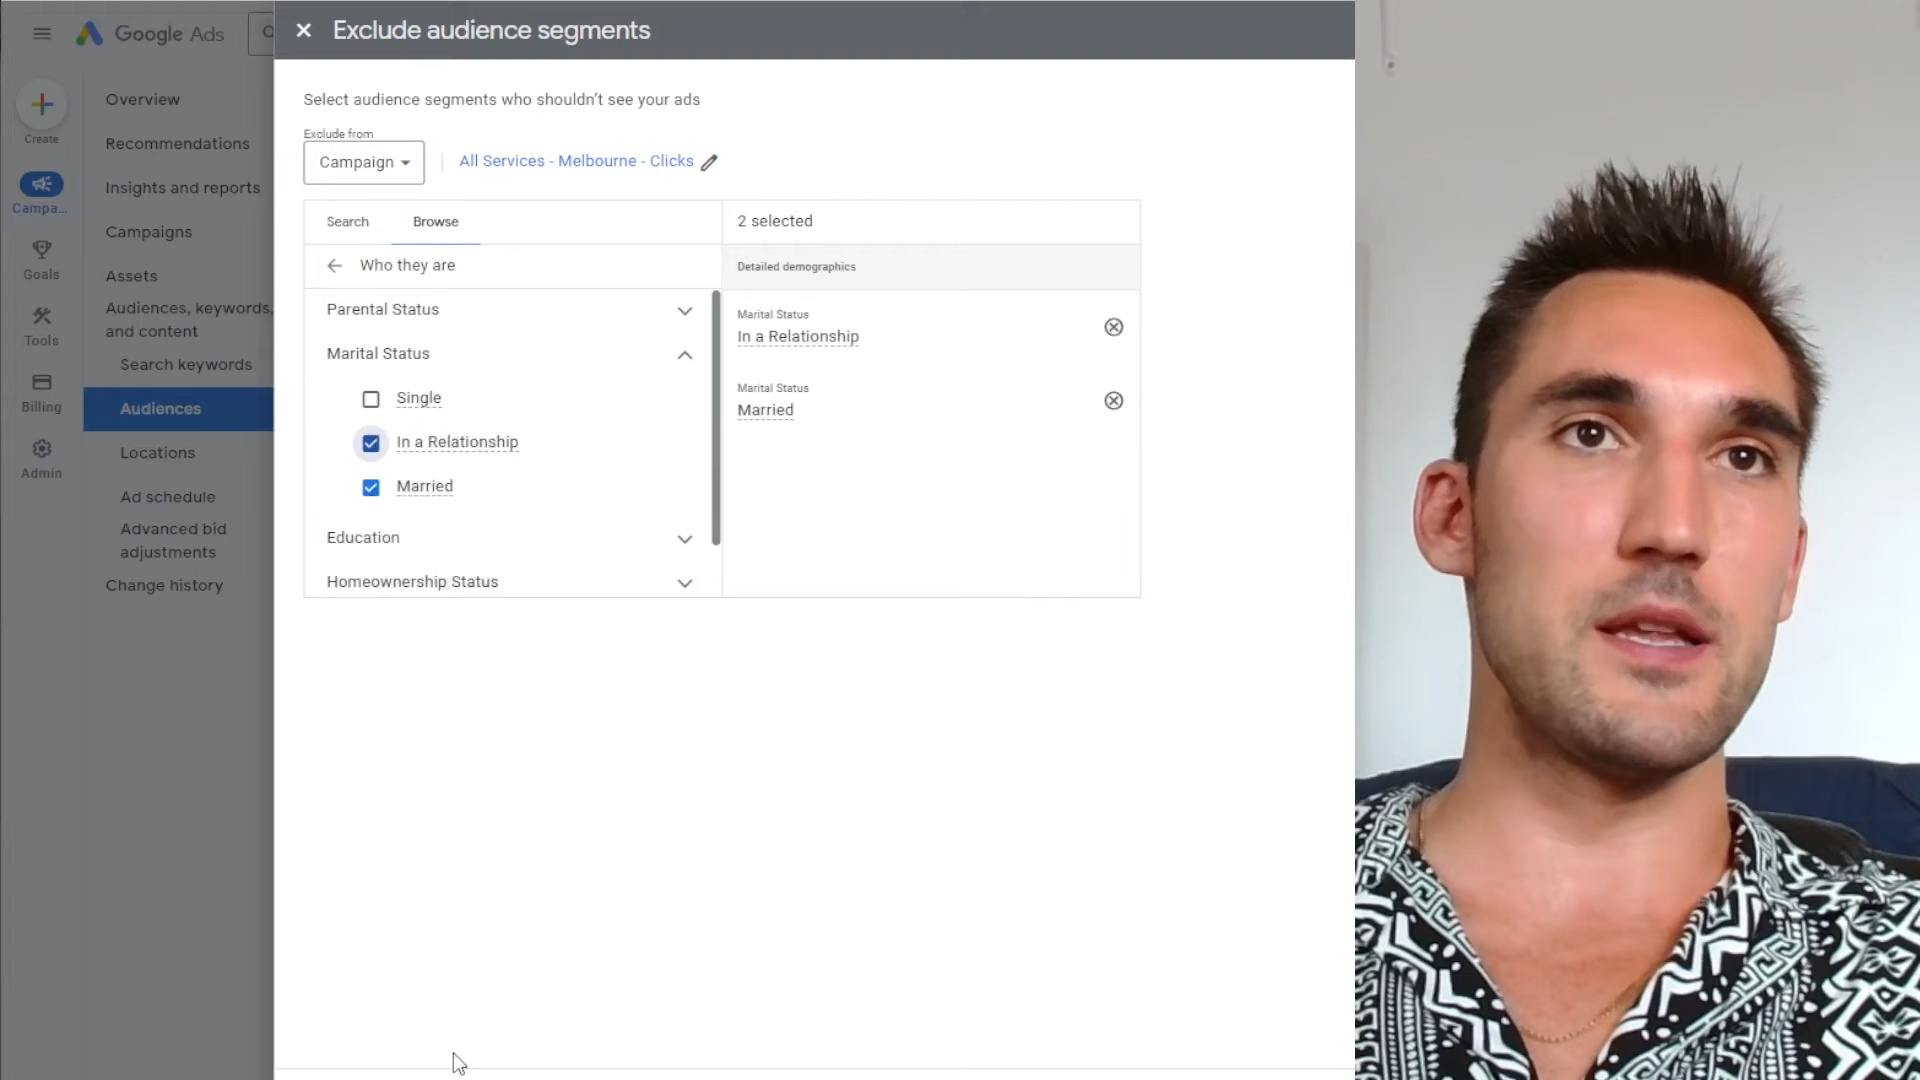 Google Ads
Create
Campa...
Goals
Tools
Billing
Admin
Overview
Recommendations
Insights and reports
Campaigns
Assets
Audiences, keywords,
and content
Search keywords
Audiences
Locations
Ad schedule
Advanced bid
adjustments
Change history
Exclude audience segments
Select audience segments who shouldn't see your ads
Exclude from
Campaign
All Services - Melbourne - Clicks
Search
Browse
Who they are
Parental Status
Marital Status
Single
In a Relationship
Married
Education
Homeownership Status
2 selected
Detailed demographics
Marital Status
In a Relationship
Marital Status
Married